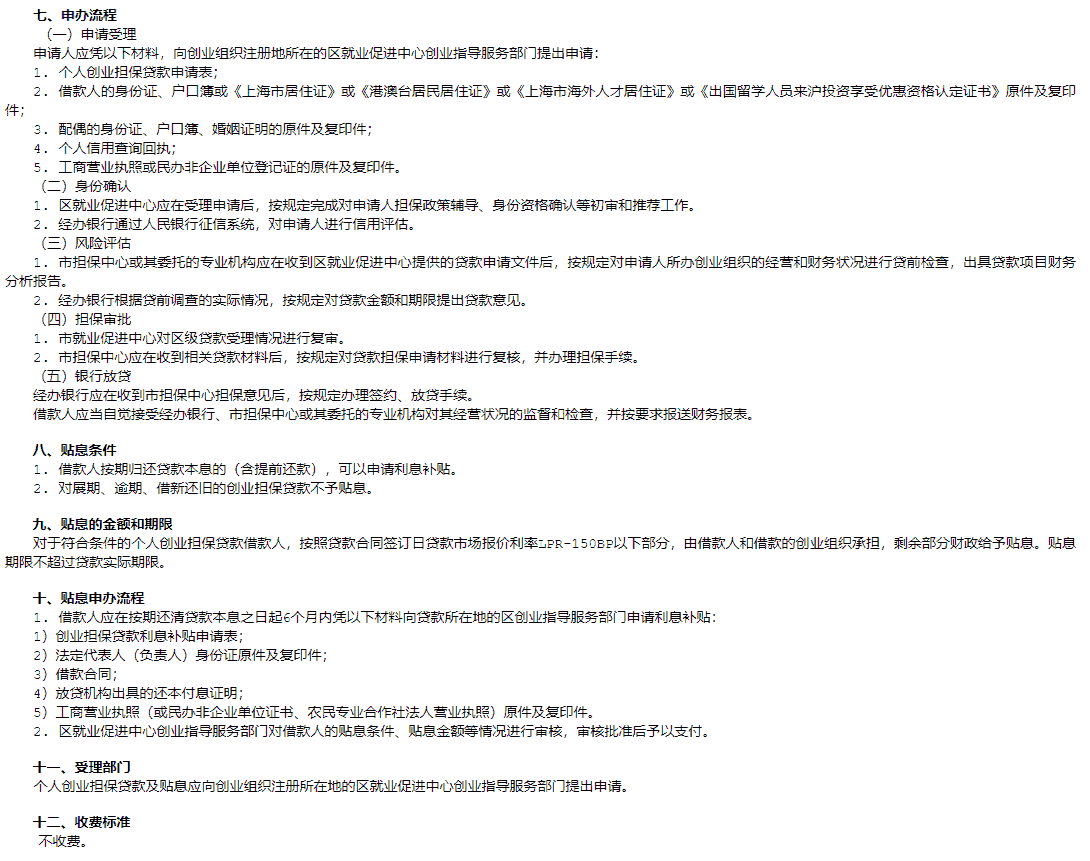 七、申办流程
（一）申请受理
申请人应凭以下材料，向创业组织注册地所在的区就业促进中心创业指导服务部门提出申请：
1. 个人创业担保贷款申请表；
2. 借款人的身份证、户口簿或《上海市居住证》或《港澳台居民居住证》或《上海市海外人才居住证》或《出国留学人员来沪投资享受优惠资格认定证书》原件及复印
件；
3. 配偶的身份证、户口簿、婚姻证明的原件及复印件；
4. 个人信用查询回执；
5. 工商营业执照或民办非企业单位登记证的原件及复印件。
（二）身份确认
1. 区就业促进中心应在受理申请后，按规定完成对申请人担保政策辅导、身份资格确认等初审和推荐工作。
2. 经办银行通过人民银行征信系统，对申请人进行信用评估。
（三）风险评估
1. 市担保中心或其委托的专业机构应在收到区就业促进中心提供的贷款申请文件后，按规定对申请人所办创业组织的经营和财务状况进行贷前检查，出具贷款项目财务
分析报告。
2. 经办银行根据贷前调查的实际情况，按规定对贷款金额和期限提出贷款意见。
（四）担保审批
1. 市就业促进中心对区级贷款受理情况进行复审。
2. 市担保中心应在收到相关贷款材料后，按规定对贷款担保申请材料进行复核，并办理担保手续。
（五）银行放贷
经办银行应在收到市担保中心担保意见后，按规定办理签约、放贷手续。
借款人应当自觉接受经办银行、市担保中心或其委托的专业机构对其经营状况的监督和检查，并按要求报送财务报表。
八、贴息条件
1. 借款人按期归还贷款本息的（含提前还款），可以申请利息补贴。
2. 对展期、逾期、借新还旧的创业担保贷款不予贴息。
九、贴息的金额和期限
对于符合条件的个人创业担保贷款借款人，按照贷款合同签订日贷款市场报价利率LPR-150BP以下部分，由借款人和借款的创业组织承担，剩余部分财政给予贴息。贴息
期限不超过贷款实际期限。
十、贴息申办流程
1. 借款人应在按期还清贷款本息之日起6个月内凭以下材料向贷款所在地的区创业指导服务部门申请利息补贴：
1）创业担保贷款利息补贴申请表；
2）法定代表人（负责人）身份证原件及复印件；
3）借款合同；
4）放贷机构出具的还本付息证明；
5）工商营业执照（或民办非企业单位证书、农民专业合作社法人营业执照）原件及复印件。
2. 区就业促进中心创业指导服务部门对借款人的贴息条件、贴息金额等情况进行审核，审核批准后予以支付。
十一、受理部门
个人创业担保贷款及贴息应向创业组织注册所在地的区就业促进中心创业指导服务部门提出申请。
十二、收费标准
不收费。